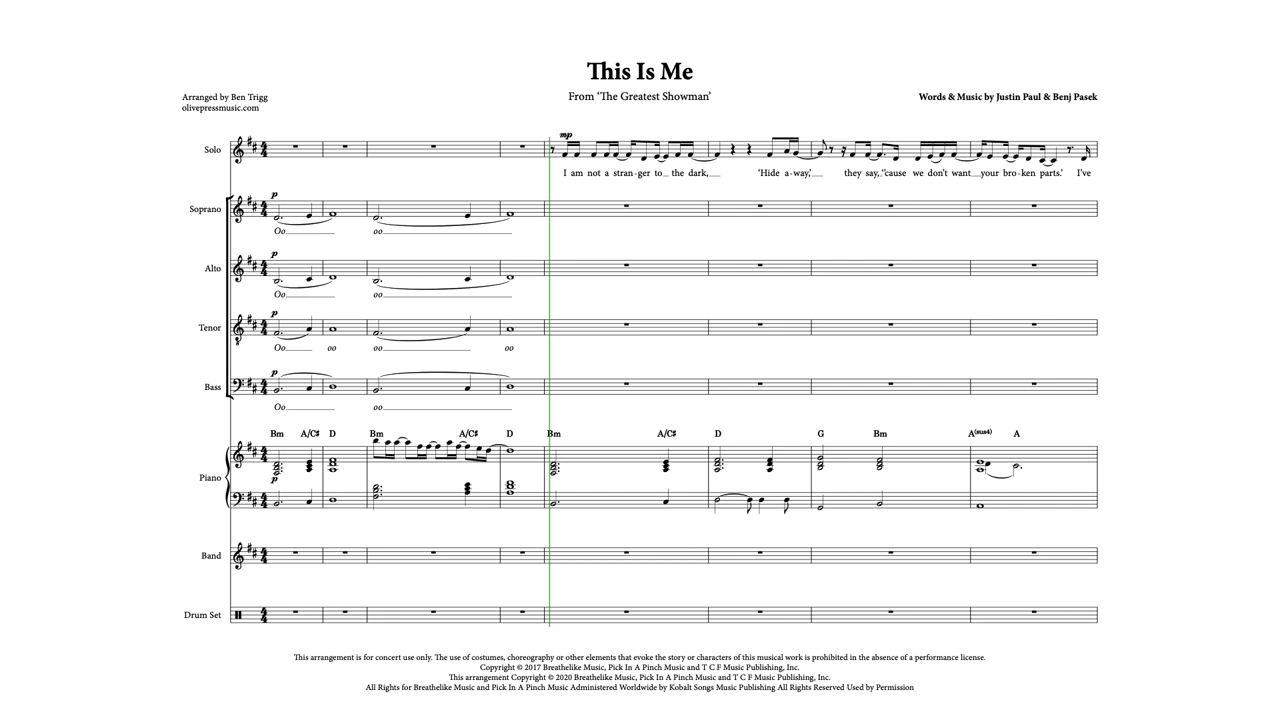 This Is Me
Arranged by Ben Trigg
olivepressmusic.com
From ‘The Greatest Showman’
Words & Music by Justin Paul & Benj Pasek
mp
Solo
I am not a stran-ger to the dark, ‘Hide a-way,’ they say, “cause we don’t want your bro-ken parts.’ I’ve
p
Soprano
Oo oo
p
Alto
Oo oo
p
Tenor
Oo oo oo oo
p
Bass
Oo oo
Bm A/C♯ D Bm A/C♯ D Bm A/C♯ D G Bm A(sus4) A
Piano
p
Band
Drum Set
This arrangement is for concert use only. The use of costumes, choreography or other elements that evoke the story or characters of this musical work is prohibited in the absence of a performance license.
Copyright © 2017 Breathelike Music, Pick In A Pinch Music and T C F Music Publishing, Inc.
This arrangement Copyright © 2020 Breathelike Music, Pick In A Pinch Music and T C F Music Publishing, Inc.
All Rights for Breathelike Music and Pick In A Pinch Music Administered Worldwide by Kobalt Songs Music Publishing All Rights Reserved Used by Permission